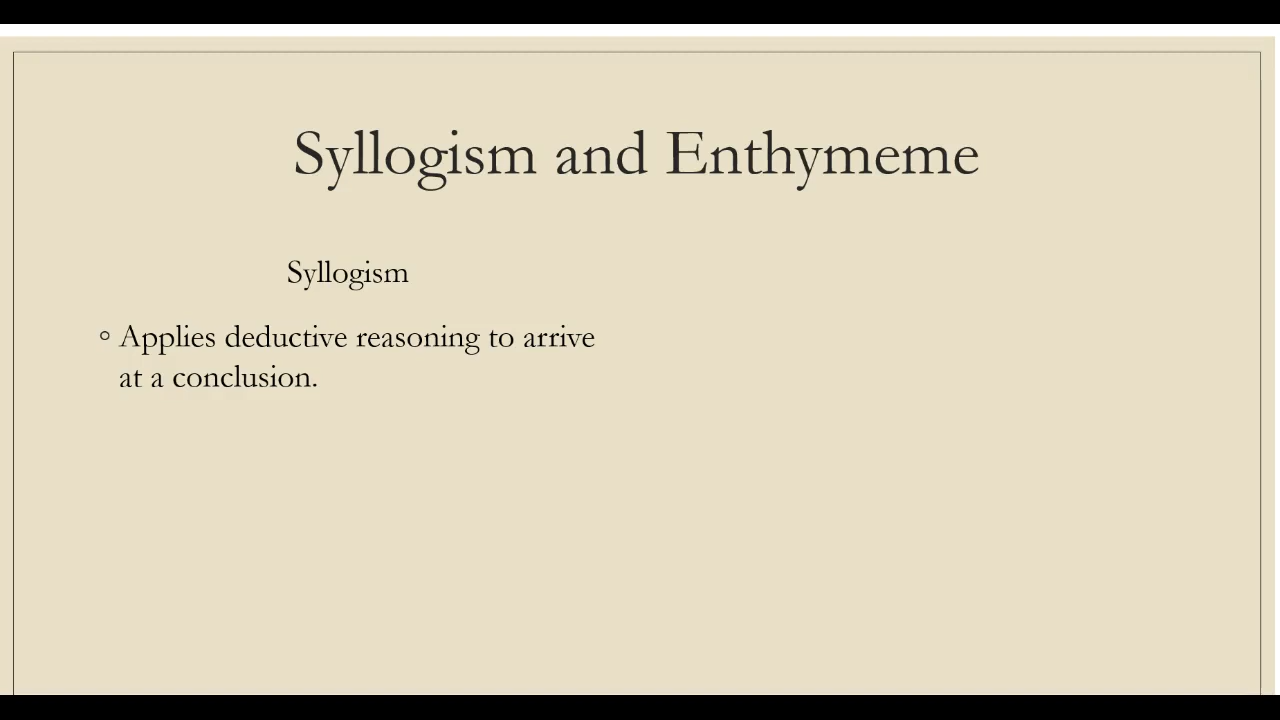 Syllogism and Enthymeme
Syllogism
◦ Applies deductive reasoning to arrive
at a conclusion.